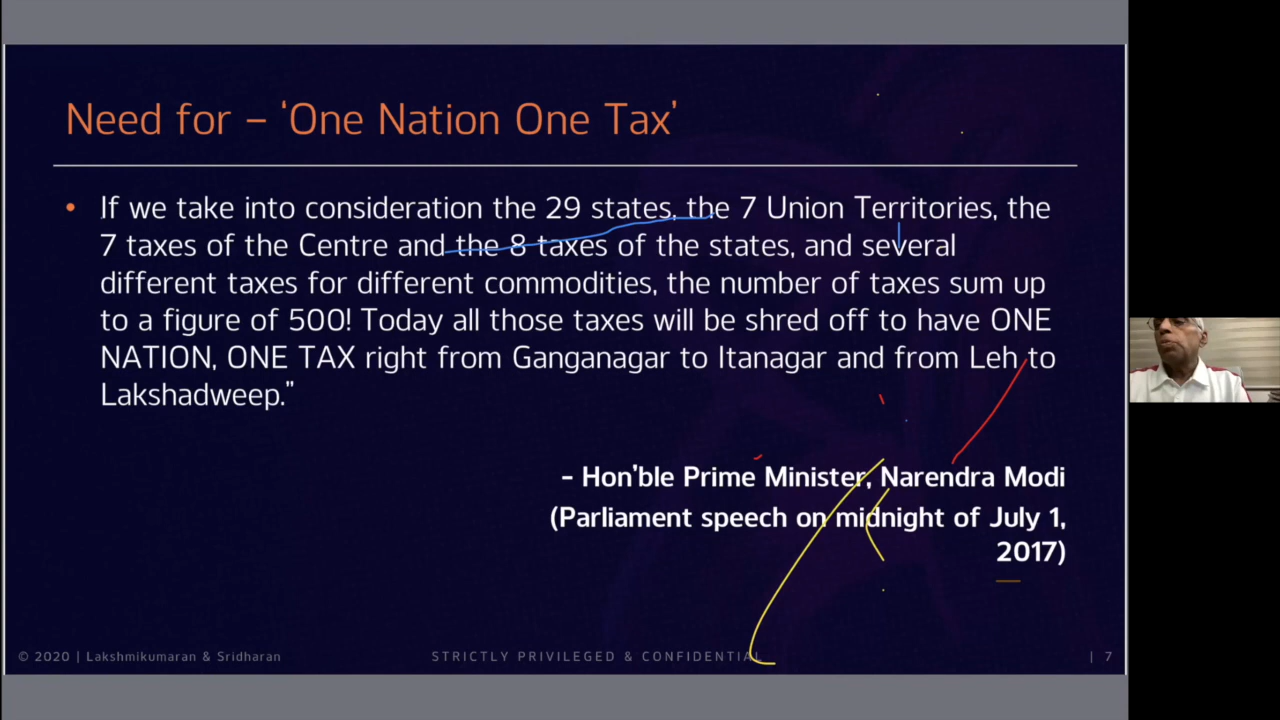 Need for – ‘One Nation One Tax’
• If we take into consideration the 29 states, the 7 Union Territories, the
7 taxes of the Centre and the 8 taxes of the states, and several
different taxes for different commodities, the number of taxes sum up
to a figure of 500! Today all those taxes will be shred off to have ONE
NATION, ONE TAX right from Ganganagar to Itanagar and from Leh to
Lakshadweep.”
– Hon’ble Prime Minister, Narendra Modi
(Parliament speech on midnight of July 1,
2017)
© 2020 | Lakshmikumaran & Sridharan STRICTLY PRIVILEGED & CONFIDENTIAL | 7